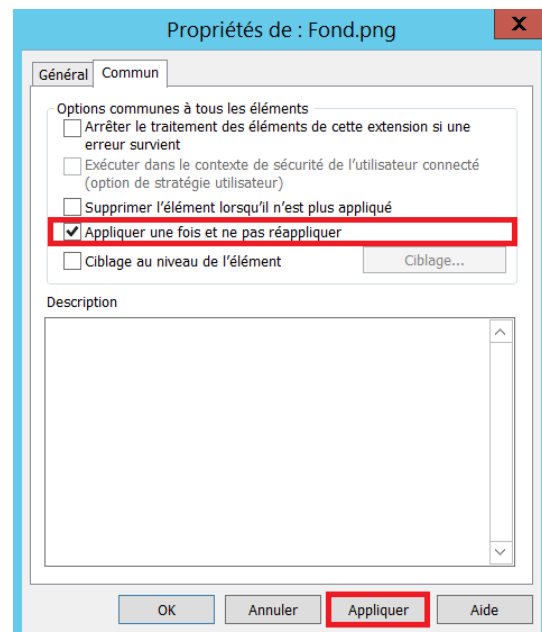 Propriétés de : Fond.png
X
Général Commun
Options communes à tous les éléments
Arrêter le traitement des éléments de cette extension si une
erreur survient
Exécuter dans le contexte de sécurité de l'utilisateur connecté
(option de stratégie utilisateur)
Supprimer l'élément lorsqu'il n'est plus appliqué
Appliquer une fois et ne pas réappliquer
Ciblage au niveau de l'élément Ciblage...
Description
OK Annuler Appliquer Aide